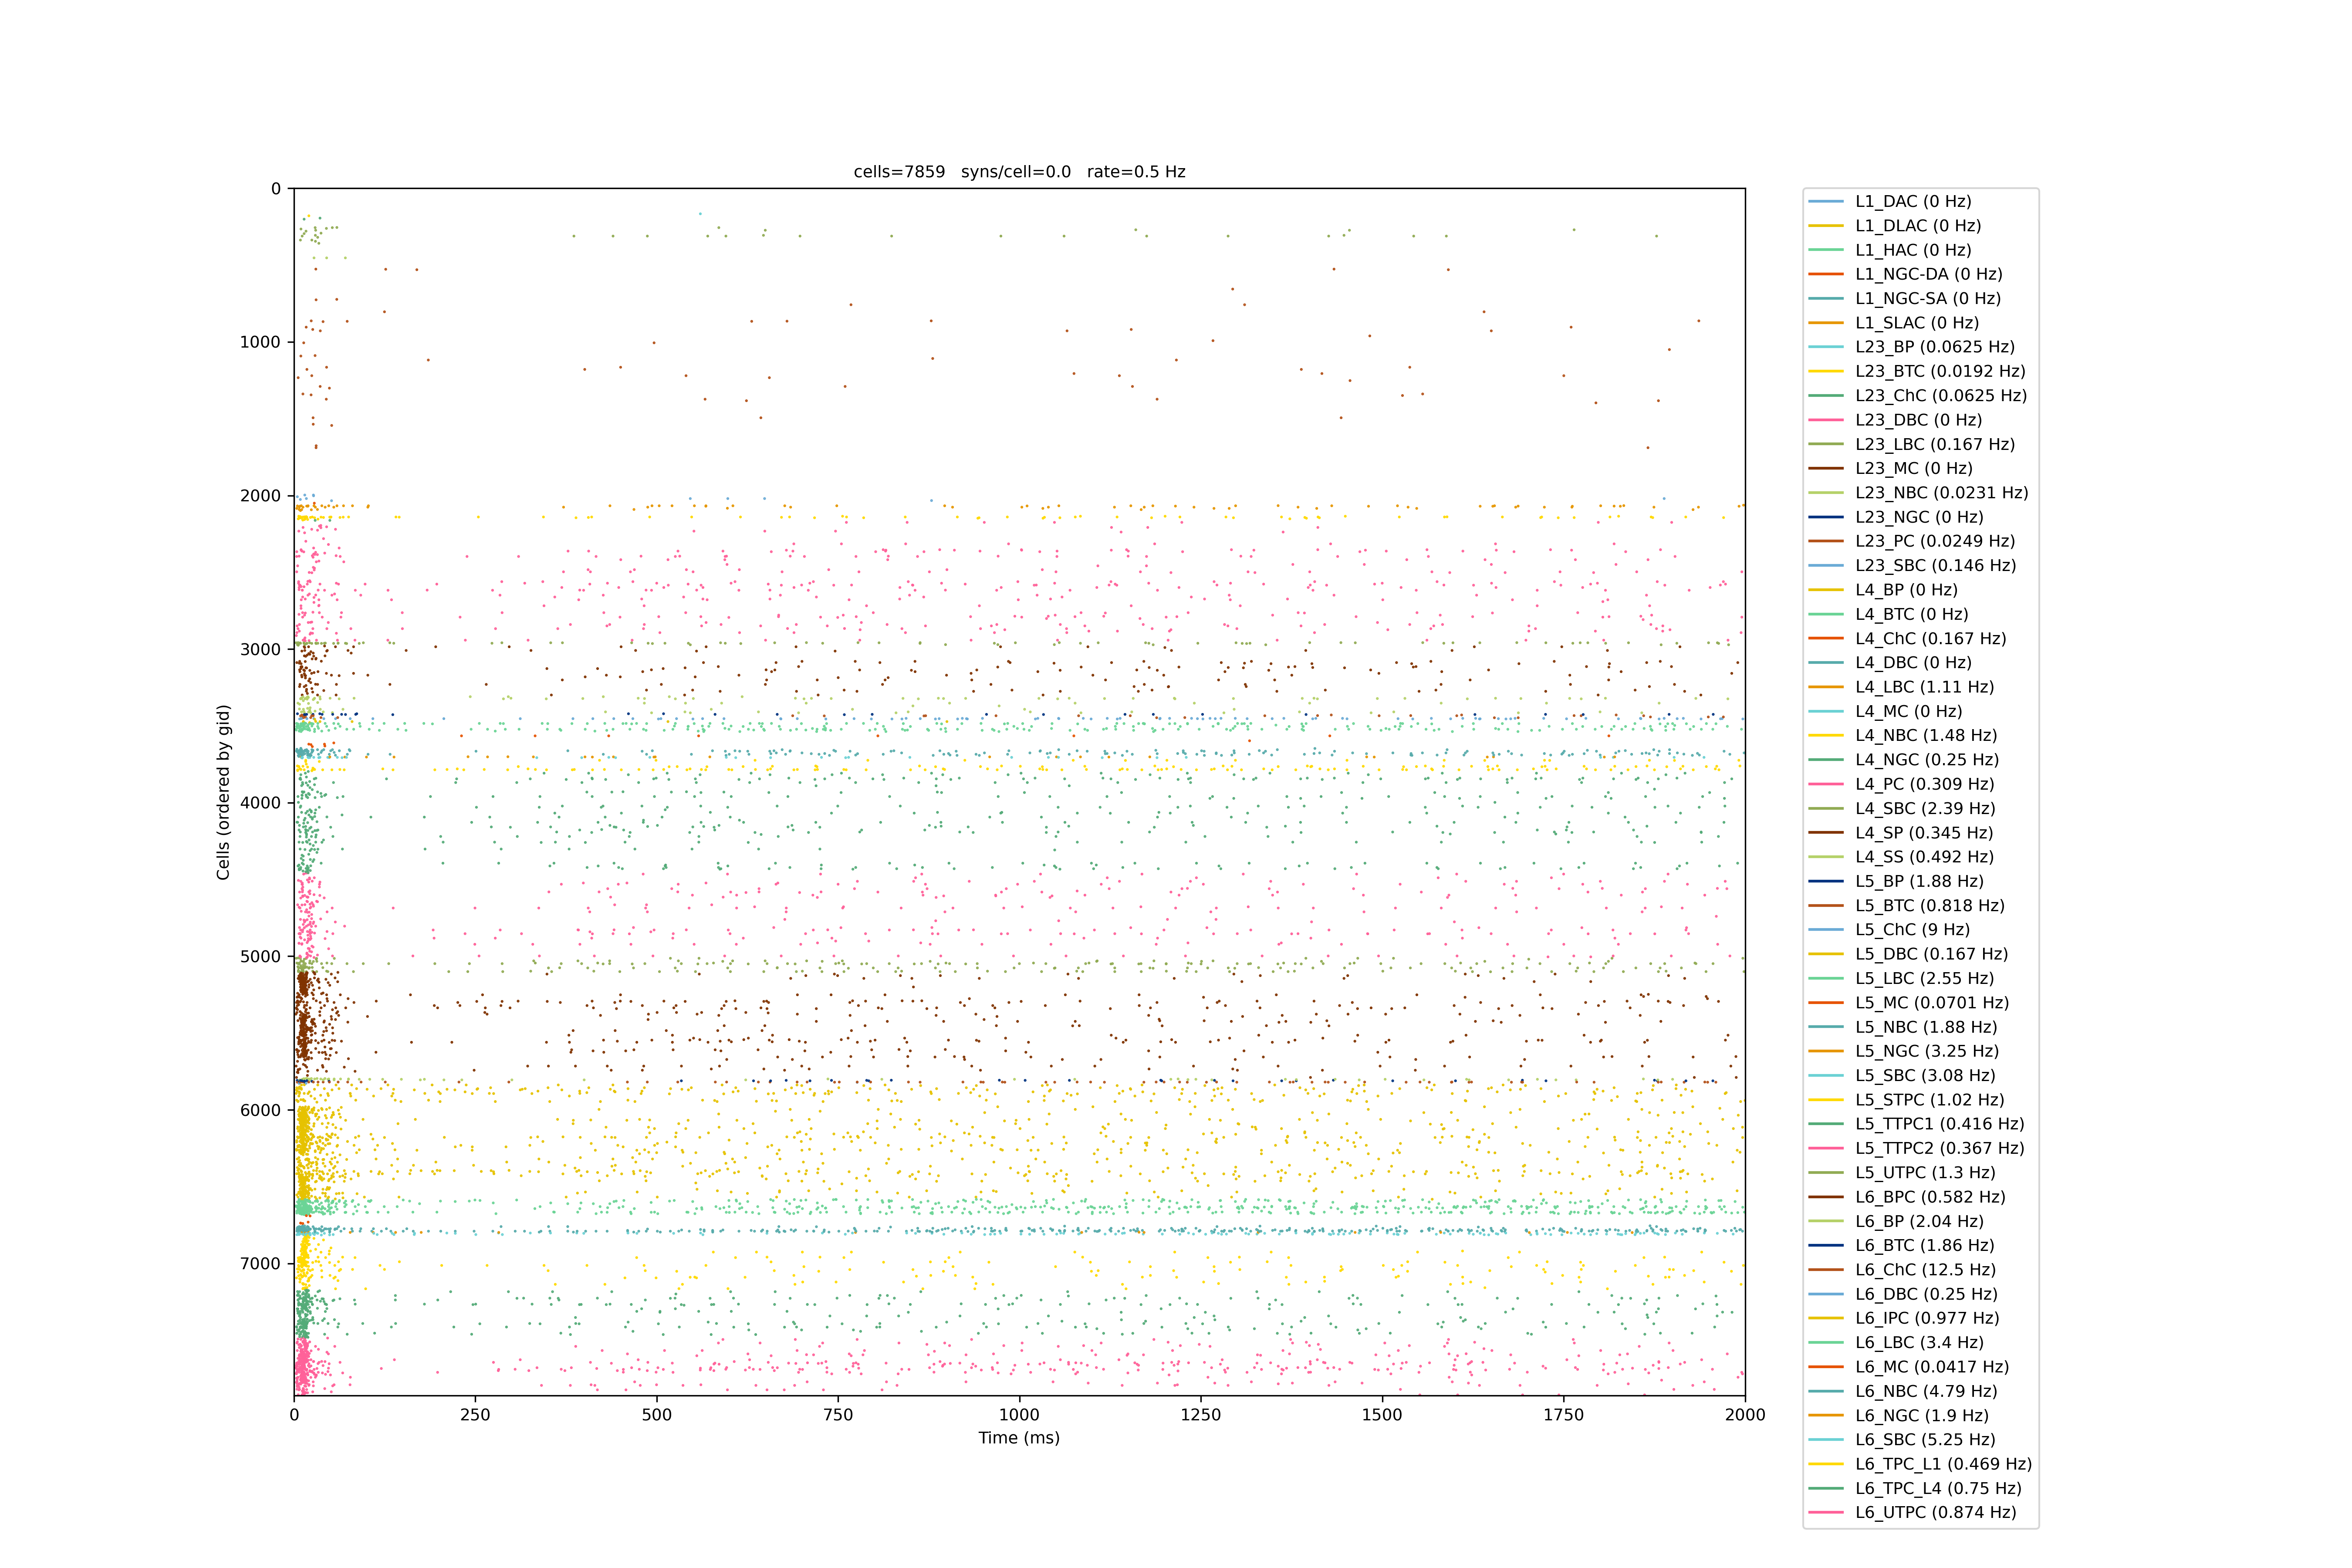 cells=7859   syns/cell=0.0   rate=0.5 Hz
0
1000
2000
3000
4000
5000
6000
7000
Cells (ordered by gid)
0 250 500 750 1000 1250 1500 1750 2000
Time (ms)
L1_DAC (0 Hz)
L1_DLAC (0 Hz)
L1_HAC (0 Hz)
L1_NGC-DA (0 Hz)
L1_NGC-SA (0 Hz)
L1_SLAC (0 Hz)
L23_BP (0.0625 Hz)
L23_BTC (0.0192 Hz)
L23_ChC (0.0625 Hz)
L23_DBC (0 Hz)
L23_LBC (0.167 Hz)
L23_MC (0 Hz)
L23_NBC (0.0231 Hz)
L23_NGC (0 Hz)
L23_PC (0.0249 Hz)
L23_SBC (0.146 Hz)
L4_BP (0 Hz)
L4_BTC (0 Hz)
L4_ChC (0.167 Hz)
L4_DBC (0 Hz)
L4_LBC (1.11 Hz)
L4_MC (0 Hz)
L4_NBC (1.48 Hz)
L4_NGC (0.25 Hz)
L4_PC (0.309 Hz)
L4_SBC (2.39 Hz)
L4_SP (0.345 Hz)
L4_SS (0.492 Hz)
L5_BP (1.88 Hz)
L5_BTC (0.818 Hz)
L5_ChC (9 Hz)
L5_DBC (0.167 Hz)
L5_LBC (2.55 Hz)
L5_MC (0.0701 Hz)
L5_NBC (1.88 Hz)
L5_NGC (3.25 Hz)
L5_SBC (3.08 Hz)
L5_STPC (1.02 Hz)
L5_TTPC1 (0.416 Hz)
L5_TTPC2 (0.367 Hz)
L5_UTPC (1.3 Hz)
L6_BPC (0.582 Hz)
L6_BP (2.04 Hz)
L6_BTC (1.86 Hz)
L6_ChC (12.5 Hz)
L6_DBC (0.25 Hz)
L6_IPC (0.977 Hz)
L6_LBC (3.4 Hz)
L6_MC (0.0417 Hz)
L6_NBC (4.79 Hz)
L6_NGC (1.9 Hz)
L6_SBC (5.25 Hz)
L6_TPC_L1 (0.469 Hz)
L6_TPC_L4 (0.75 Hz)
L6_UTPC (0.874 Hz)